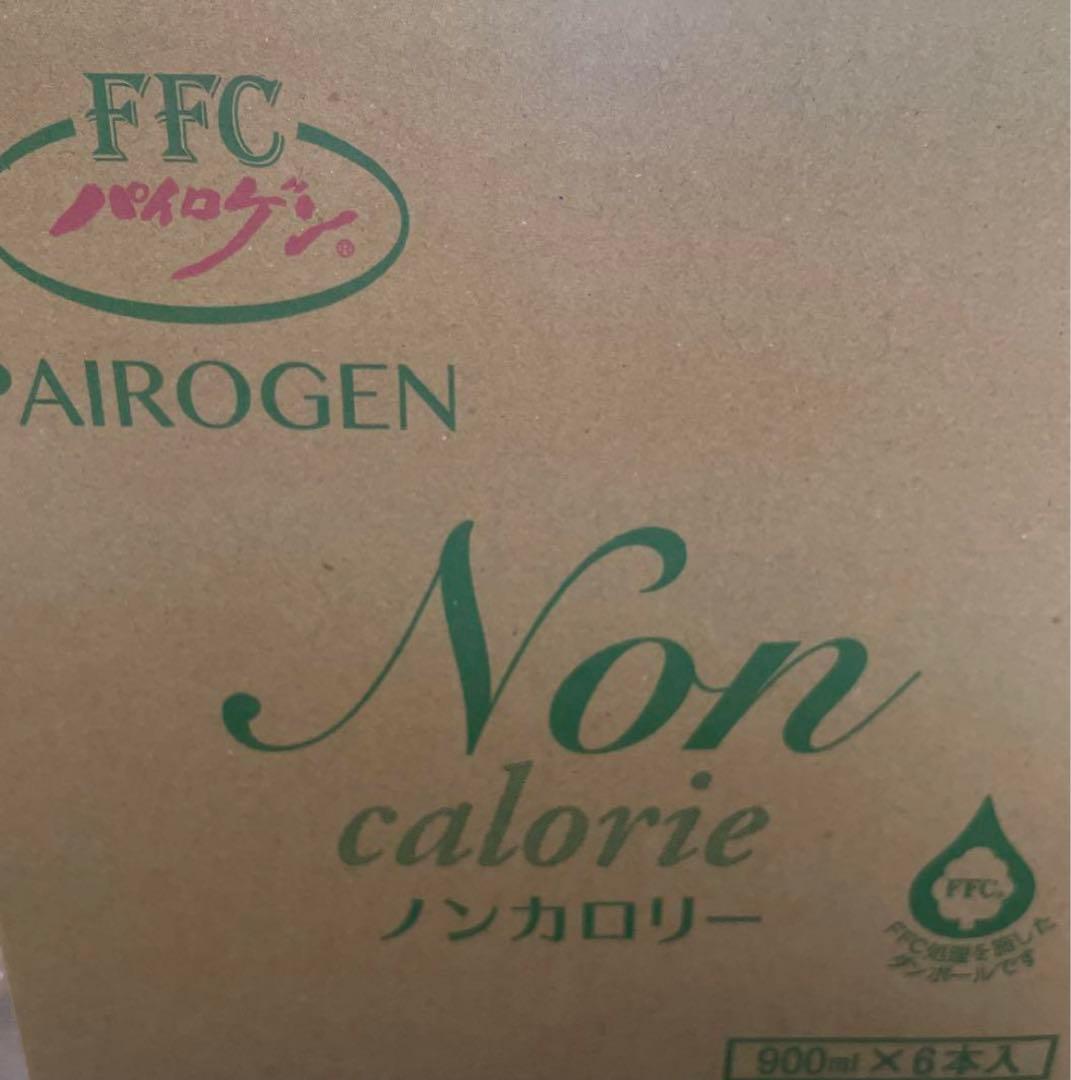 FFC
パイロゲン®
PAIROGEN
Non
calorie
ノンカロリー
FFC®
FFC処理を施した
ダンボールです
900ml×6本入